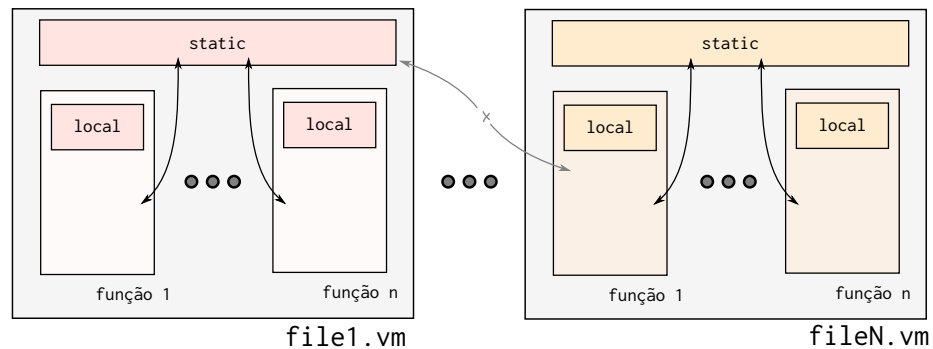 static
local
local
função 1
função n
file1.vm
static
local
local
função 1
função n
fileN.vm